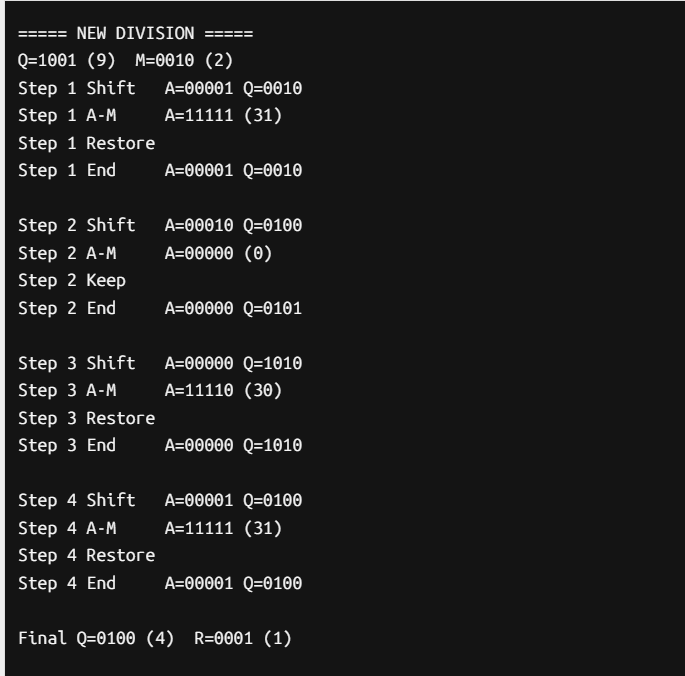 ===== NEW DIVISION =====
Q=1001 (9)  M=0010 (2)
Step 1 Shift   A=00001 Q=0010
Step 1 A-M     A=11111 (31)
Step 1 Restore
Step 1 End     A=00001 Q=0010

Step 2 Shift   A=00010 Q=0100
Step 2 A-M     A=00000 (0)
Step 2 Keep
Step 2 End     A=00000 Q=0101

Step 3 Shift   A=00000 Q=1010
Step 3 A-M     A=11110 (30)
Step 3 Restore
Step 3 End     A=00000 Q=1010

Step 4 Shift   A=00001 Q=0100
Step 4 A-M     A=11111 (31)
Step 4 Restore
Step 4 End     A=00001 Q=0100

Final Q=0100 (4)  R=0001 (1)